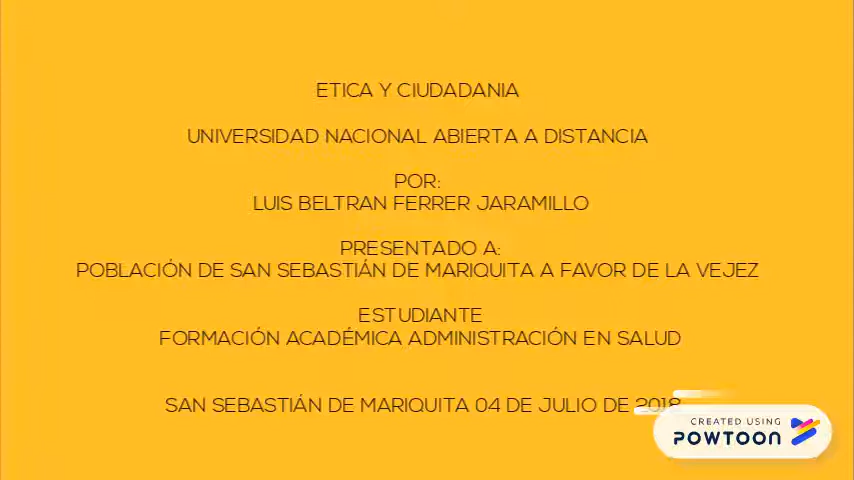 ETICA Y CIUDADANIA
UNIVERSIDAD NACIONAL ABIERTA A DISTANCIA
POR:
LUIS BELTRAN FERRER JARAMILLO
PRESENTADO A:
POBLACIÓN DE SAN SEBASTIÁN DE MARIQUITA A FAVOR DE LA VEJEZ
ESTUDIANTE
FORMACIÓN ACADÉMICA ADMINISTRACIÓN EN SALUD
SAN SEBASTIÁN DE MARIQUITA 04 DE JULIO DE 2018
CREATED USING
POWTOON